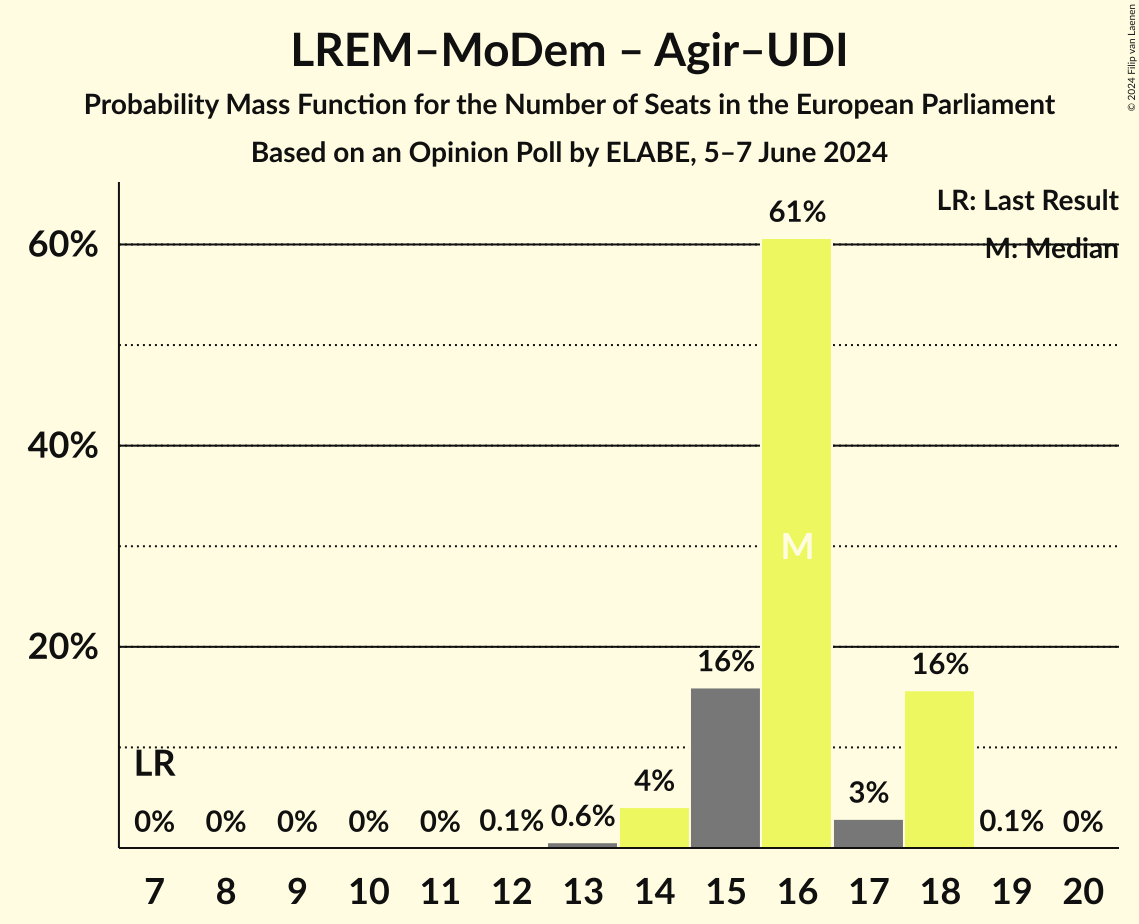 LREM–MoDem – Agir–UDI
Probability Mass Function for the Number of Seats in the European Parliament
Based on an Opinion Poll by ELABE, 5–7 June 2024
© 2024 Filip van Laenen
LR: Last Result
M: Median
61%
60%
40%
M
20%
16%
16%
LR
4%
3%
0% 0% 0% 0% 0% 0.1% 0.6% 0.1% 0%
7 8 9 10 11 12 13 14 15 16 17 18 19 20